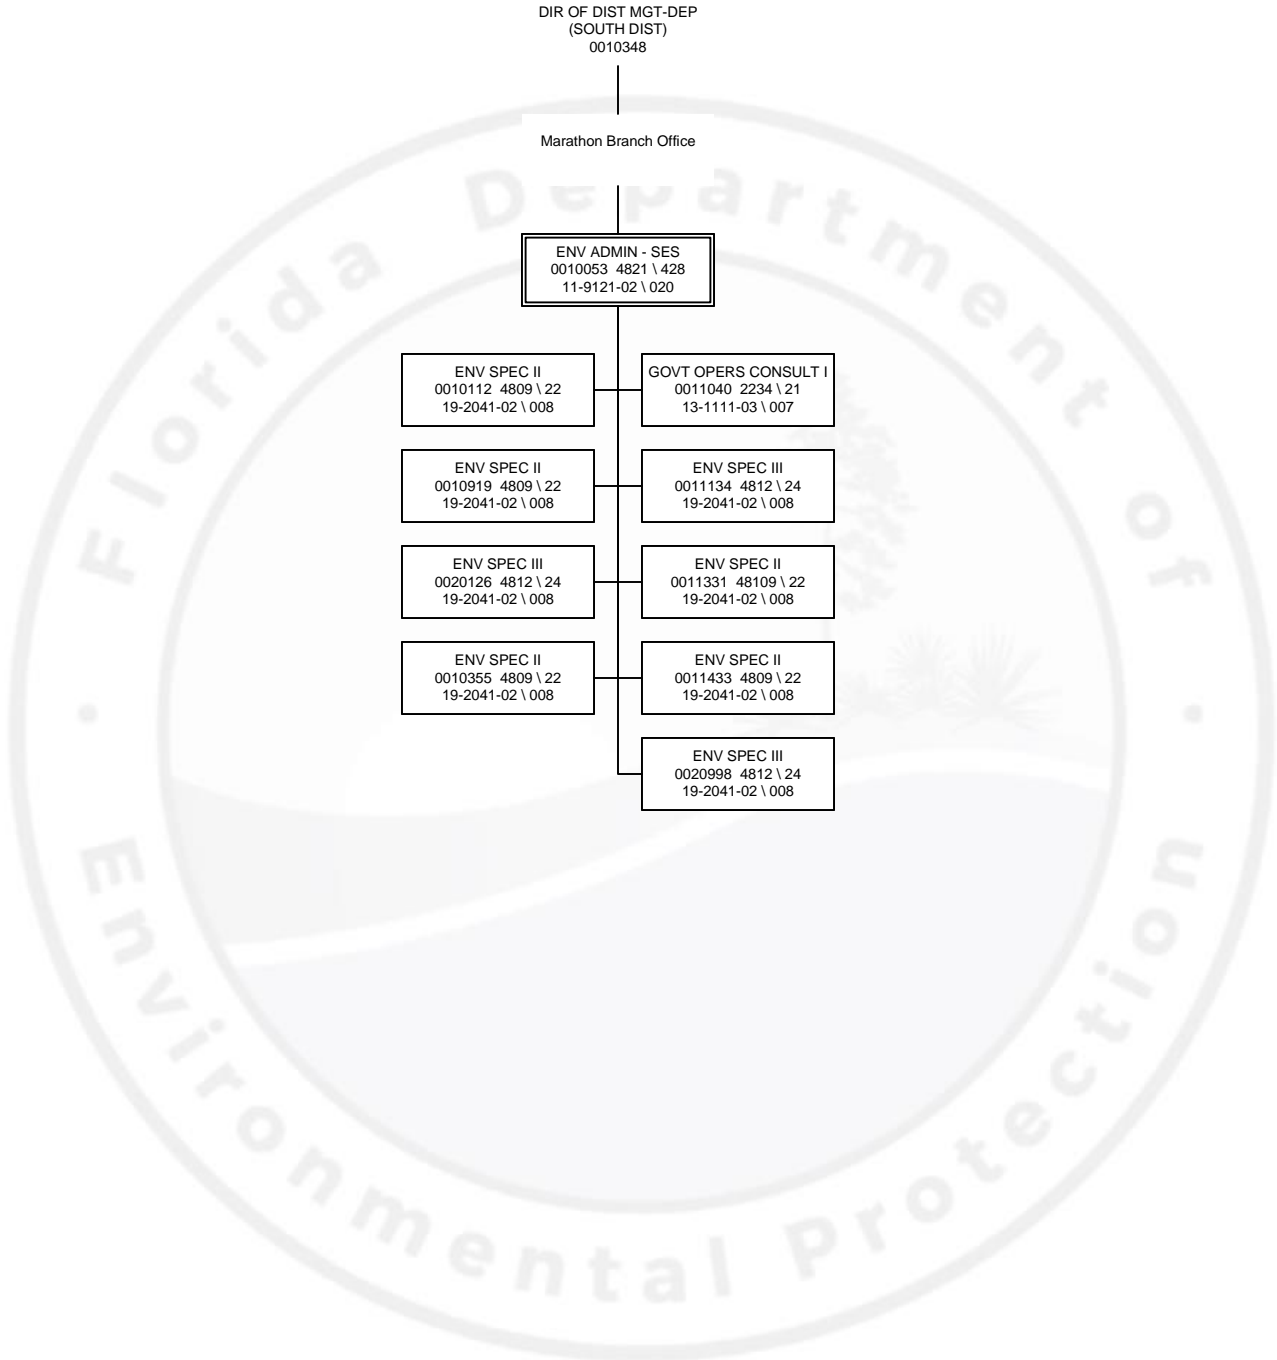 DIR OF DIST MGT-DEP
(SOUTH DIST)
0010348
Marathon Branch Office
ENV ADMIN - SES
0010053 4821 \ 428
11-9121-02 \ 020
ENV SPEC II
0010112 4809 \ 22
19-2041-02 \ 008
GOVT OPERS CONSULT I
0011040 2234 \ 21
13-1111-03 \ 007
ENV SPEC II
0010919 4809 \ 22
19-2041-02 \ 008
ENV SPEC III
0011134 4812 \ 24
19-2041-02 \ 008
ENV SPEC III
0020126 4812 \ 24
19-2041-02 \ 008
ENV SPEC II
0011331 48109 \ 22
19-2041-02 \ 008
ENV SPEC II
0010355 4809 \ 22
19-2041-02 \ 008
ENV SPEC II
0011433 4809 \ 22
19-2041-02 \ 008
ENV SPEC III
0020998 4812 \ 24
19-2041-02 \ 008
Florida Department of
Environmental Protection